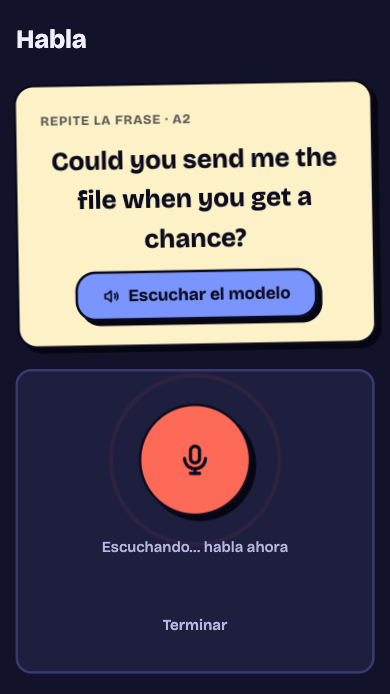 Habla
REPITE LA FRASE · A2
Could you send me the
file when you get a
chance?
Escuchar el modelo
Escuchando... habla ahora
Terminar